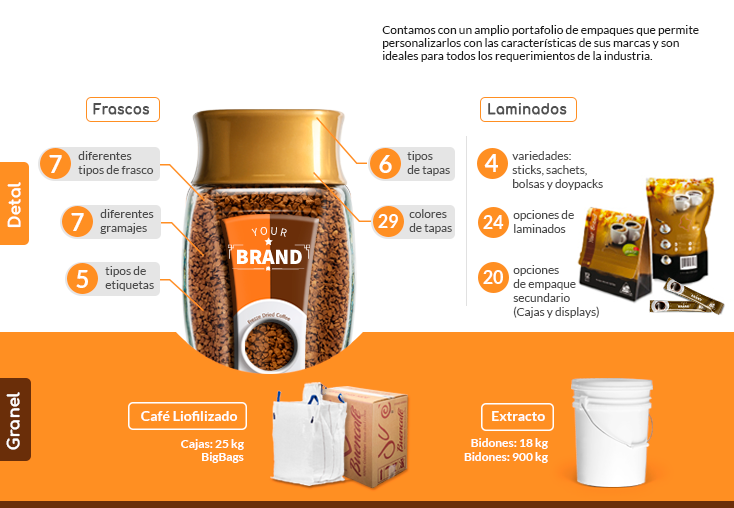 Contamos con un amplio portafolio de empaques que permite
personalizarlos con las características de sus marcas y son
ideales para todos los requerimientos de la industria.
Detal
Frascos
7 diferentes
tipos de frasco
7 diferentes
gramajes
5 tipos de
etiquetas
6 tipos
de tapas
29 colores
de tapas
YOUR
BRAND
Freeze Dried Coffee
Laminados
4 variedades:
sticks, sachets,
bolsas y doypacks
24 opciones de
laminados
20 opciones
de empaque
secundario
(Cajas y displays)
Granel
Café Liofilizado
Cajas: 25 kg
BigBags
Buencafé
Extracto
Bidones: 18 kg
Bidones: 900 kg